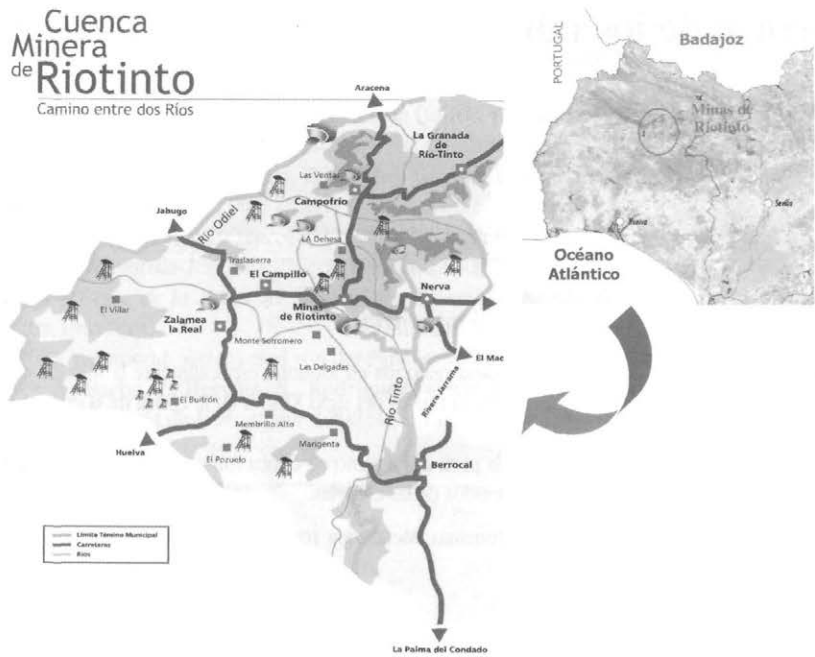 Cuenca
Minera
de Riotinto
Camino entre dos Ríos
PORTUGAL
Badajoz
Minas de
Riotinto
Sevilla
Huelva
Océano
Atlántico
Aracena
La Granada
de
Río-Tinto
Las Ventas
Campofrío
Jabugo
Río Odiel
LA Dehesa
Traslasierra
El Campillo
Nerva
El Villar
Minas
de Riotinto
Zalamea
la Real
Monte Sorromero
Las Delgadas
El Mad
Rivera Jarrama
Río Tinto
El Buitrón
Membrillo Alto
Marigenta
Huelva
El Pozuelo
Berrocal
Límite Término Municipal
Carreteras
Ríos
La Palma del Condado